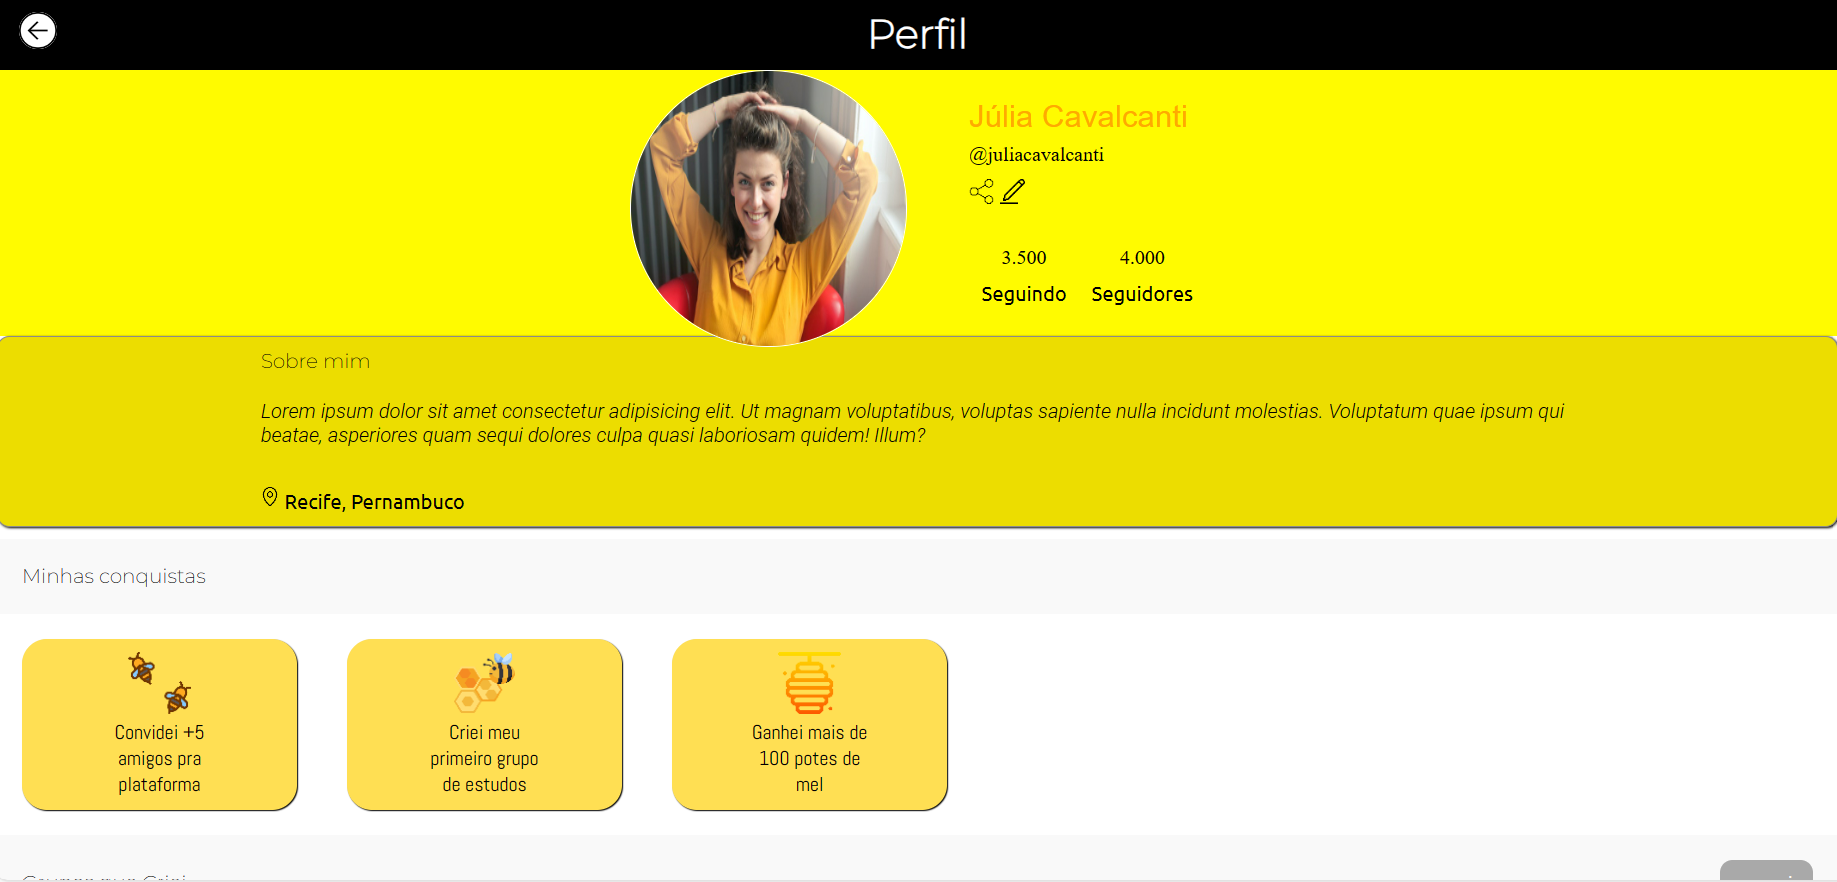 Perfil
Júlia Cavalcanti
@juliacavalcanti
3.500 4.000
Seguindo Seguidores
Sobre mim
Lorem ipsum dolor sit amet consectetur adipisicing elit. Ut magnam voluptatibus, voluptas sapiente nulla incidunt molestias. Voluptatum quae ipsum qui
beatae, asperiores quam sequi dolores culpa quasi laboriosam quidem! Illum?
Recife, Pernambuco
Minhas conquistas
Convidei +5
amigos pra
plataforma
Criei meu
primeiro grupo
de estudos
Ganhei mais de
100 potes de
mel